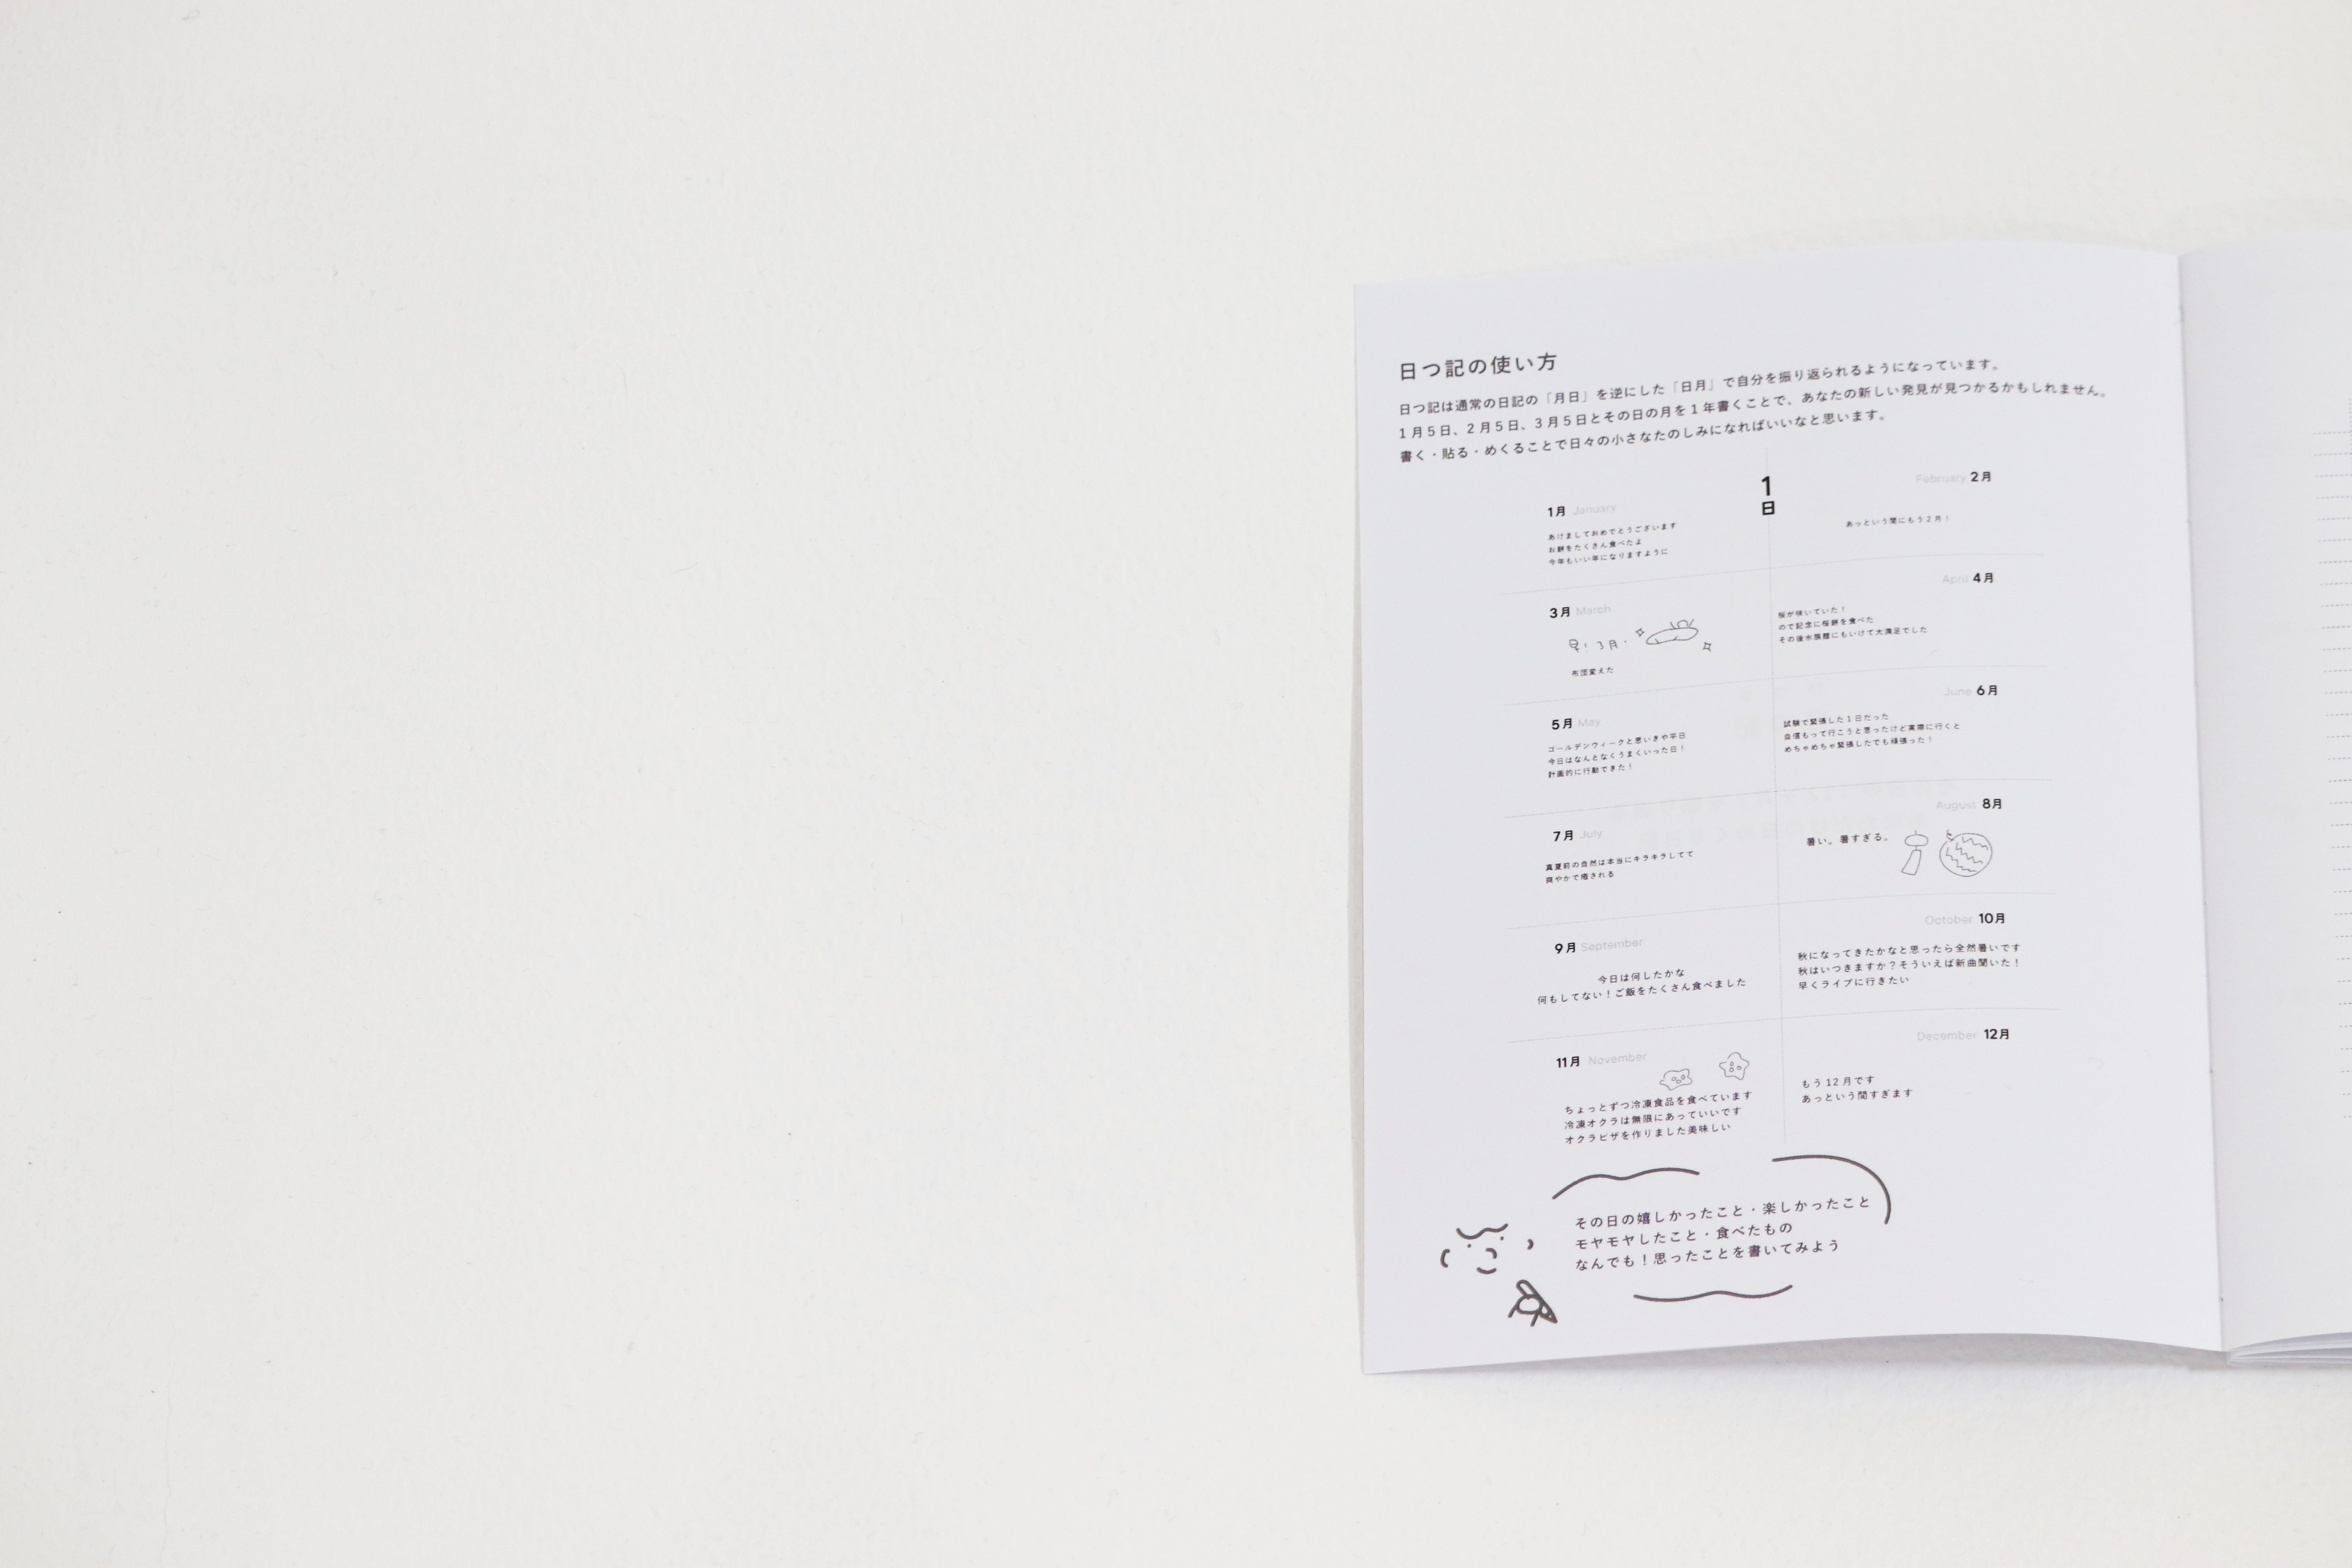 日つ記の使い方
日つ記は通常の日記の「月日」を逆にした「日月」で自分を振り返られるようになっています。
1月5日、2月5日、3月5日とその日の月を1年書くことで、あなたの新しい発見が見つかるかもしれません。
書く・貼る・めくることで日々の小さなたのしみになればいいなと思います。
1日
1月 January
あけましておめでとうございます
お餅をたくさん食べたよ
今年もいい年になりますように
February 2月
あっという間にもう2月！
3月 March
早! 3月.
布団変えた
April 4月
桜が咲いていた！
ので記念に桜餅を食べた
その後水族館にもいけて大満足でした
5月 May
ゴールデンウィークと思いきや平日
今日はなんとなくうまくいった日！
計画的に行動できた！
June 6月
試験で緊張した1日だった
自信もって行こうと思ったけど実際に行くと
めちゃめちゃ緊張したでも頑張った！
7月 July
真夏前の自然は本当にキラキラしてて
爽やかで癒される
August 8月
暑い。暑すぎる。
9月 September
今日は何したかな
何もしてない！ご飯をたくさん食べました
October 10月
秋になってきたかなと思ったら全然暑いです
秋はいつきますか？そういえば新曲聞いた！
早くライブに行きたい
11月 November
ちょっとずつ冷凍食品を食べています
冷凍オクラは無限にあっていいです
オクラピザを作りました美味しい
December 12月
もう12月です
あっという間すぎます
その日の嬉しかったこと・楽しかったこと
モヤモヤしたこと・食べたもの
なんでも！思ったことを書いてみよう